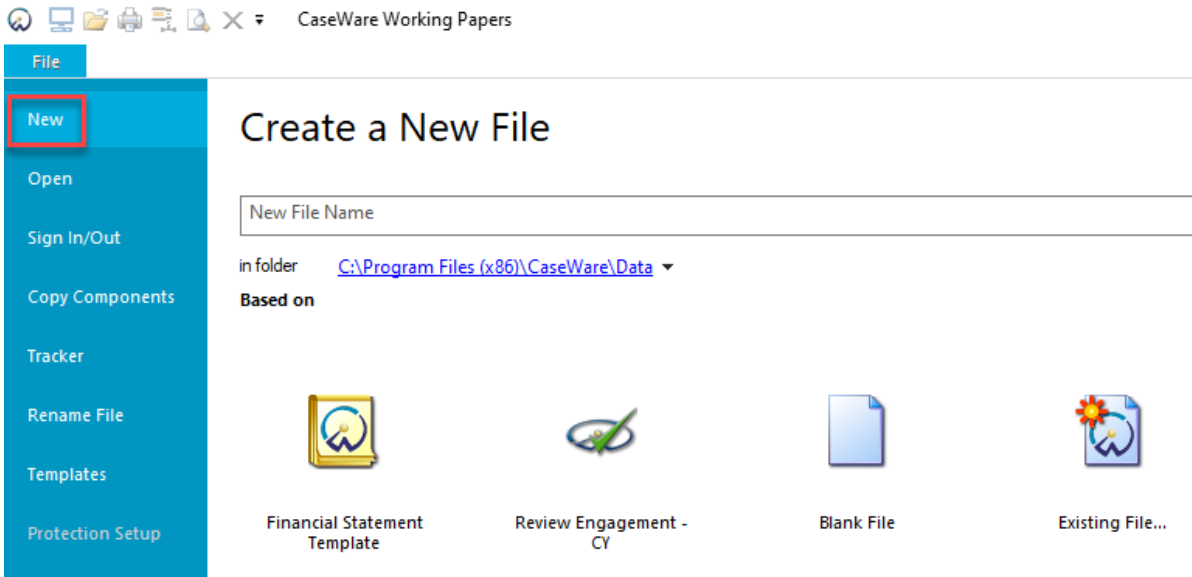 CaseWare Working Papers
File
New
Open
Sign In/Out
Copy Components
Tracker
Rename File
Templates
Protection Setup
Create a New File
New File Name
in folder C:\Program Files (x86)\CaseWare\Data
Based on
Financial Statement
Template
Review Engagement -
CY
Blank File
Existing File...